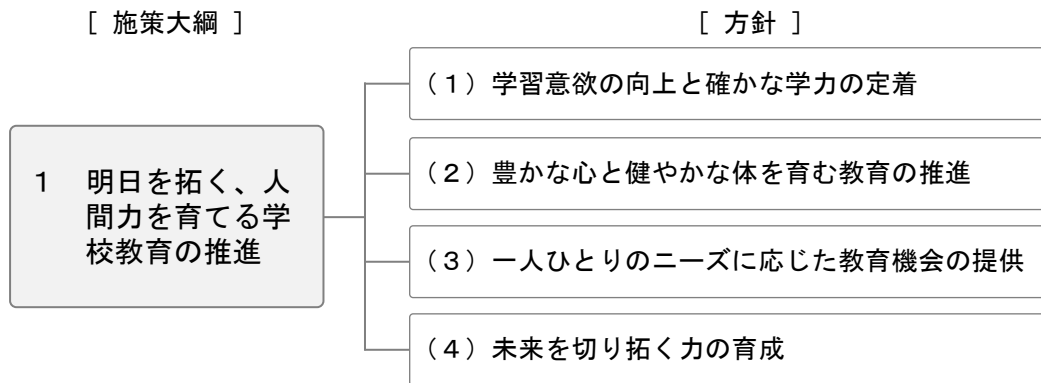 [ 施策大綱 ]
[ 方針 ]
1 明日を拓く、人
間力を育てる学
校教育の推進
(1)学習意欲の向上と確かな学力の定着
(2)豊かな心と健やかな体を育む教育の推進
(3)一人ひとりのニーズに応じた教育機会の提供
(4)未来を切り拓く力の育成